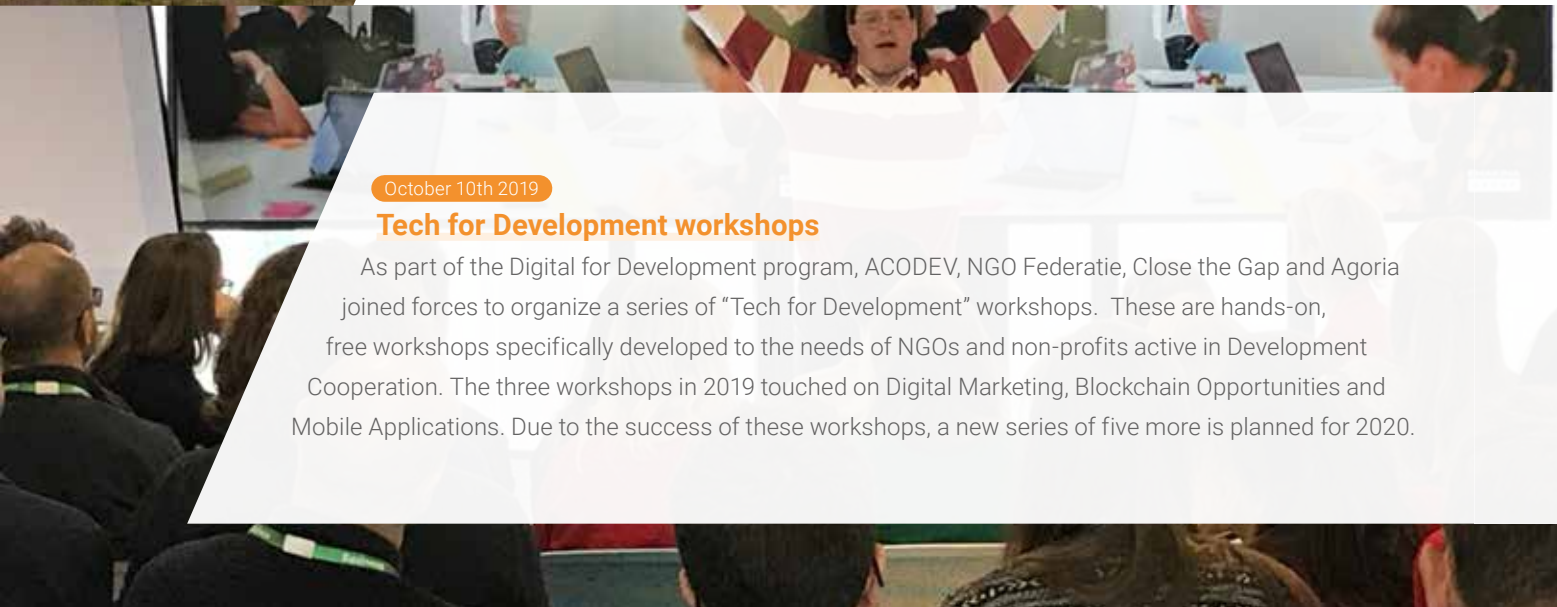 October 10th 2019
Tech for Development workshops
As part of the Digital for Development program, ACODEV, NGO Federatie, Close the Gap and Agoria
joined forces to organize a series of “Tech for Development” workshops.  These are hands-on,
free workshops specifically developed to the needs of NGOs and non-profits active in Development
Cooperation. The three workshops in 2019 touched on Digital Marketing, Blockchain Opportunities and
Mobile Applications. Due to the success of these workshops, a new series of five more is planned for 2020.